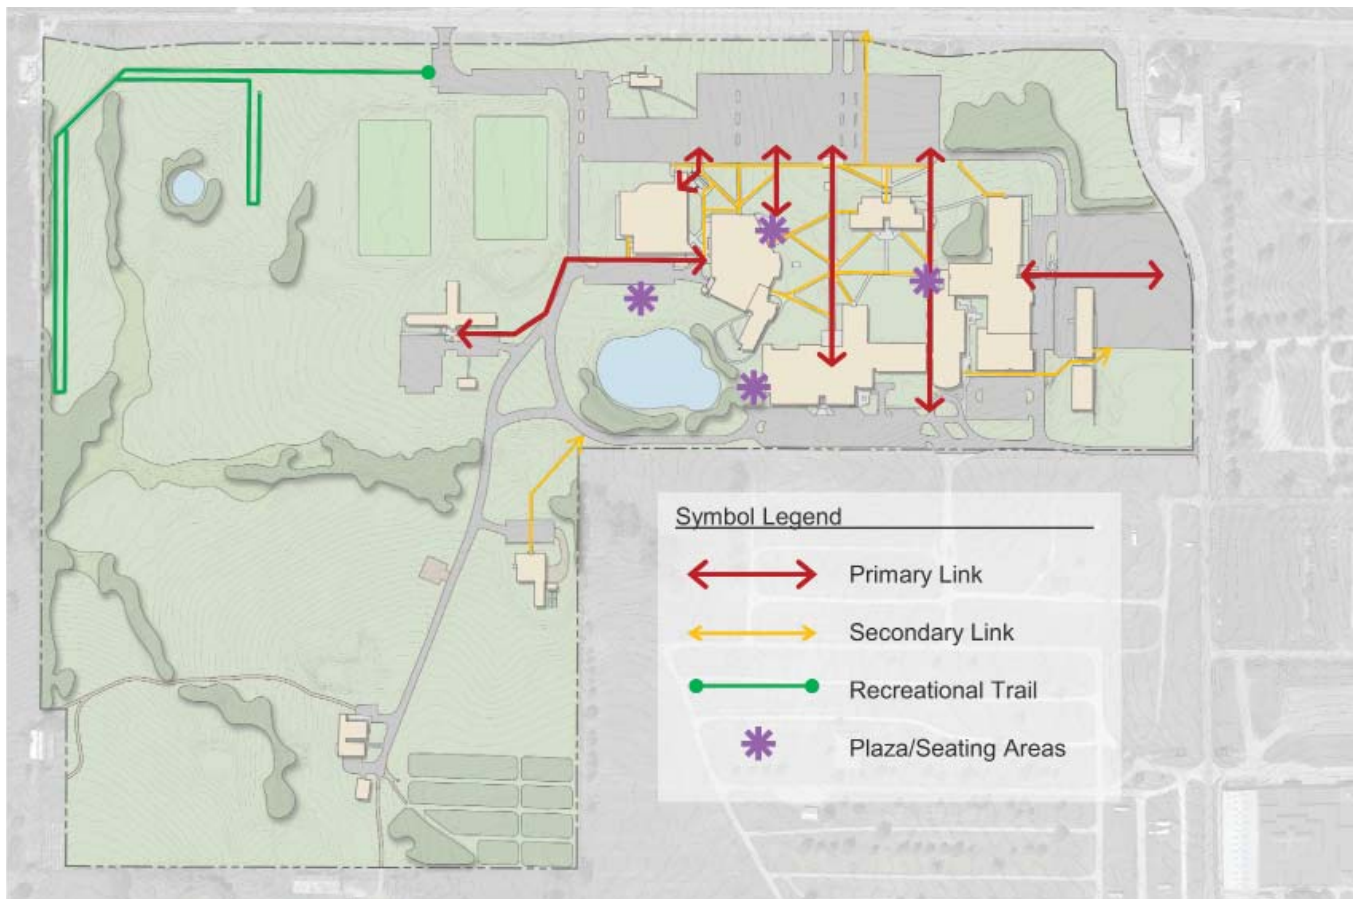 Symbol Legend
Primary Link
Secondary Link
Recreational Trail
Plaza/Seating Areas